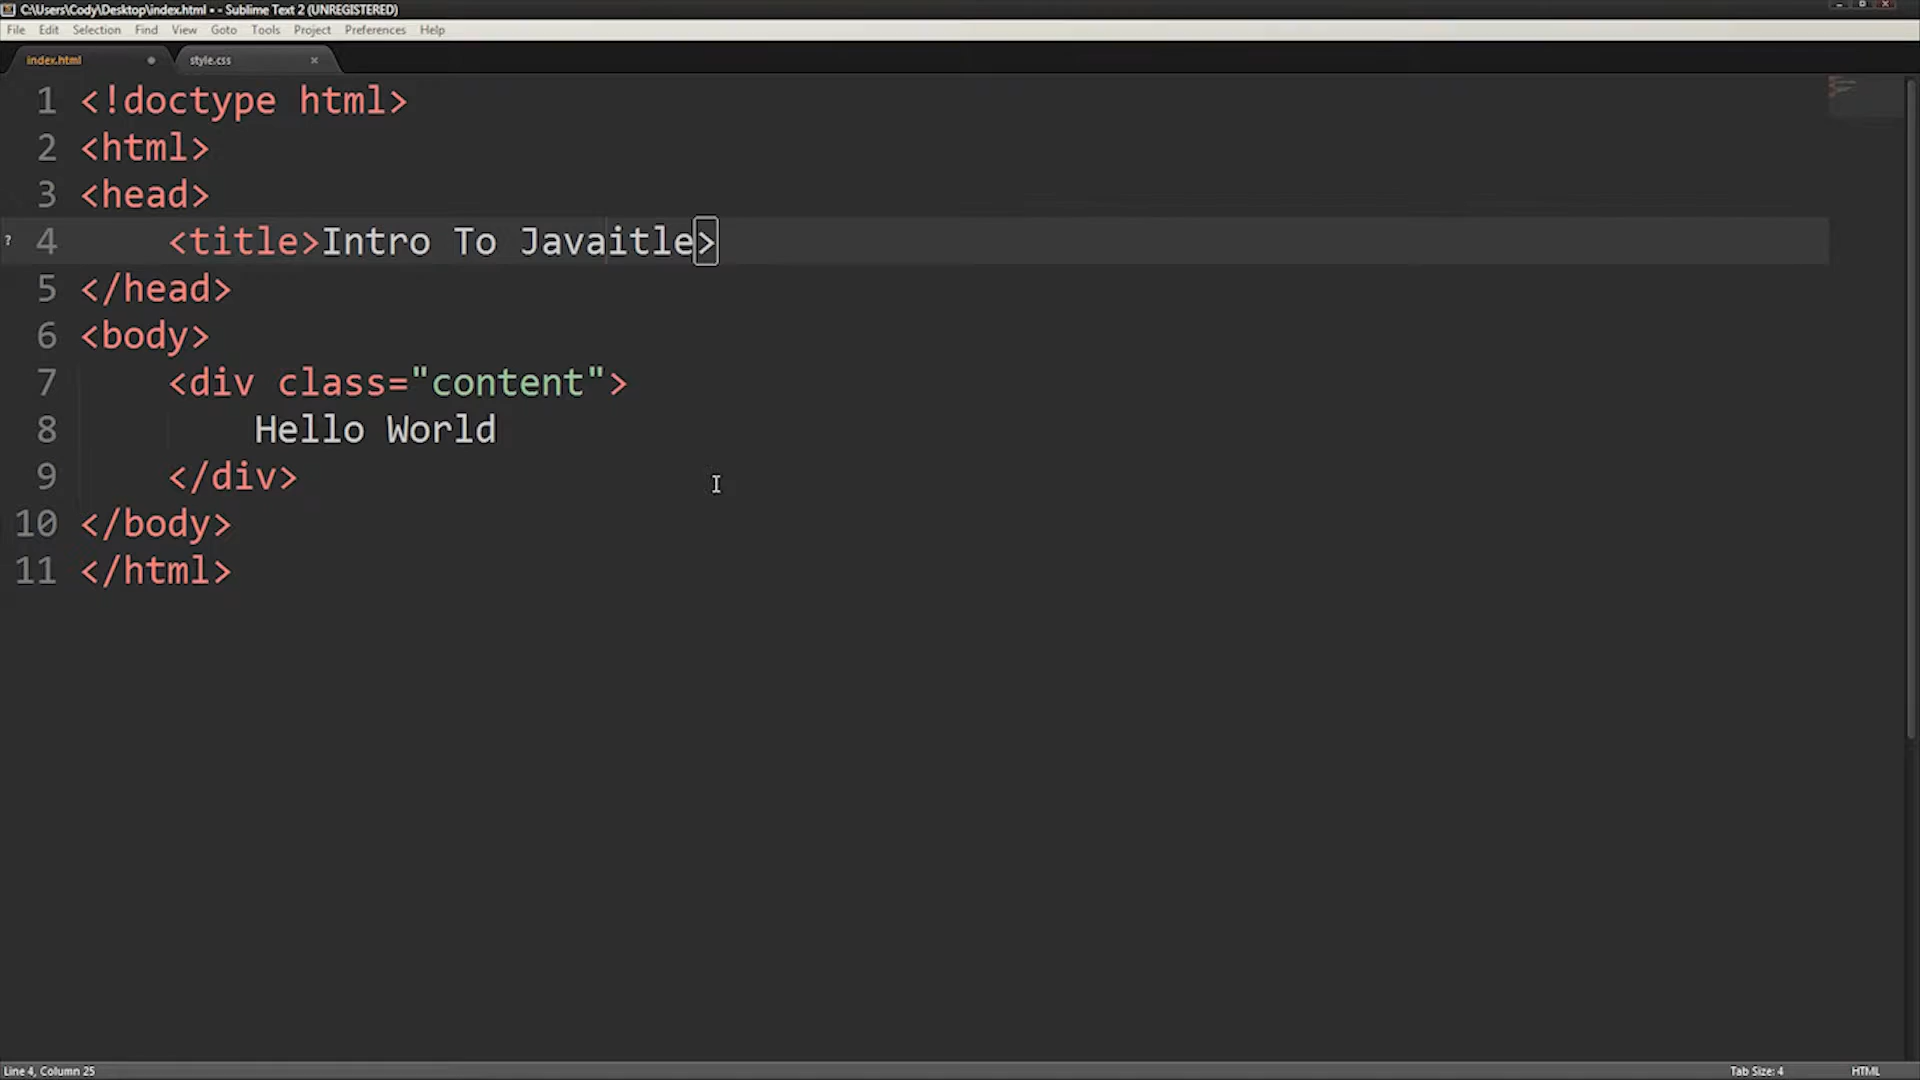 C:\Users\Cody\Desktop\index.html • - Sublime Text 2 (UNREGISTERED)
File Edit Selection Find View Goto Tools Project Preferences Help
index.html style.css
1 <!doctype html>
2 <html>
3 <head>
? 4 <title>Intro To Javaitle>
5 </head>
6 <body>
7 <div class="content">
8 Hello World
9 </div>
10 </body>
11 </html>
Line 4, Column 25 Tab Size: 4 HTML